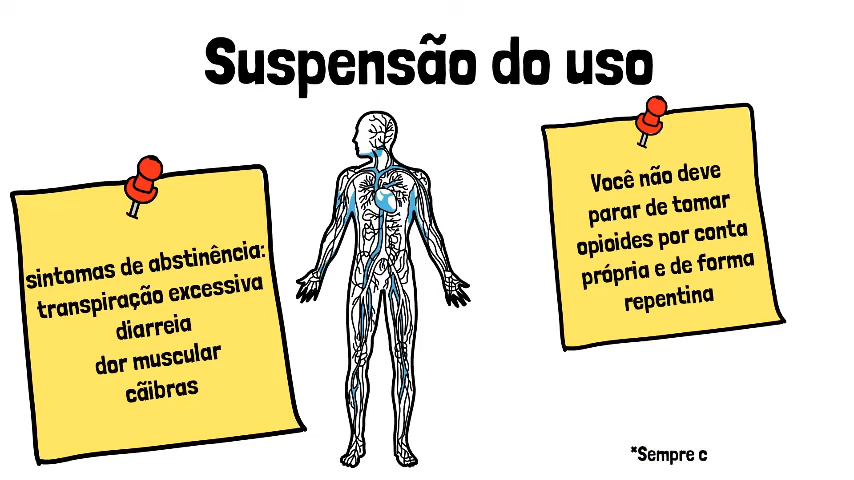 Suspensão do uso
sintomas de abstinência:
transpiração excessiva
diarreia
dor muscular
cãibras
Você não deve
parar de tomar
opioides por conta
própria e de forma
repentina
*Sempre c